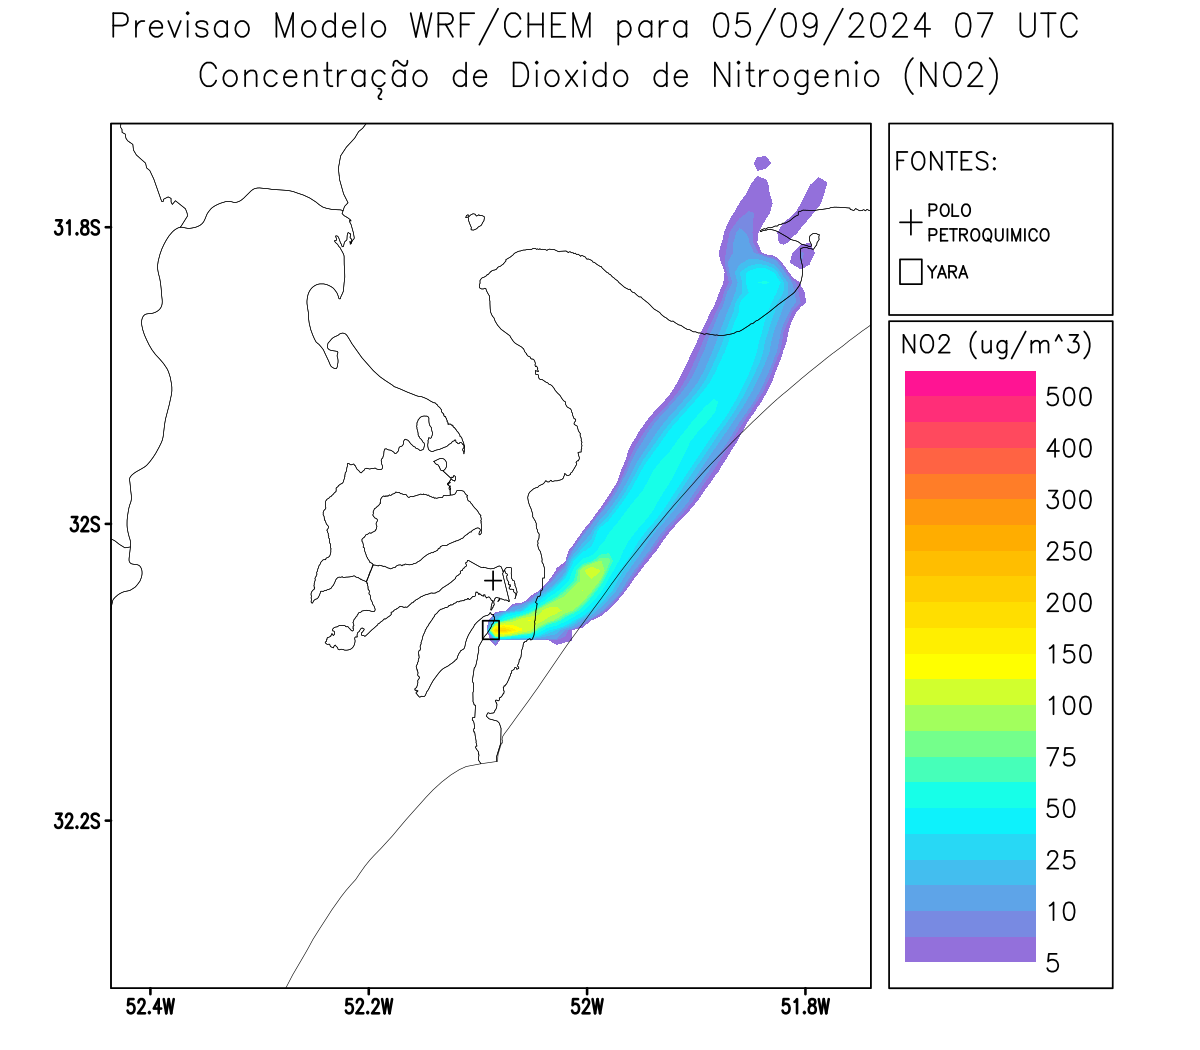 Previsao Modelo WRF/CHEM para 05/09/2024 07 UTC
Concentração de Dioxido de Nitrogenio (NO2)
FONTES:
POLO
PETROQUIMICO
YARA
NO2 (ug/m^3)
500
400
300
250
200
150
100
75
50
25
10
5
31.8S
32S
32.2S
52.4W
52.2W
52W
51.8W